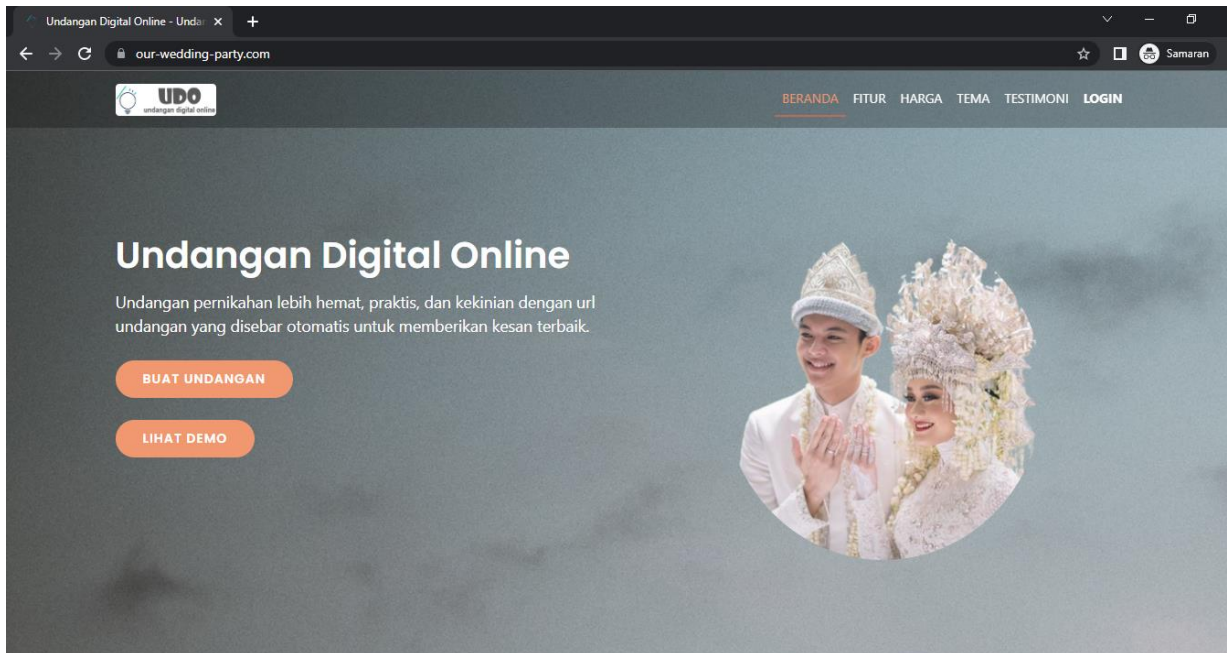 Undangan Digital Online - Undan
our-wedding-party.com
Samaran
UDO
undangan digital online
BERANDA FITUR HARGA TEMA TESTIMONI LOGIN
Undangan Digital Online
Undangan pernikahan lebih hemat, praktis, dan kekinian dengan url
undangan yang disebar otomatis untuk memberikan kesan terbaik.
BUAT UNDANGAN
LIHAT DEMO